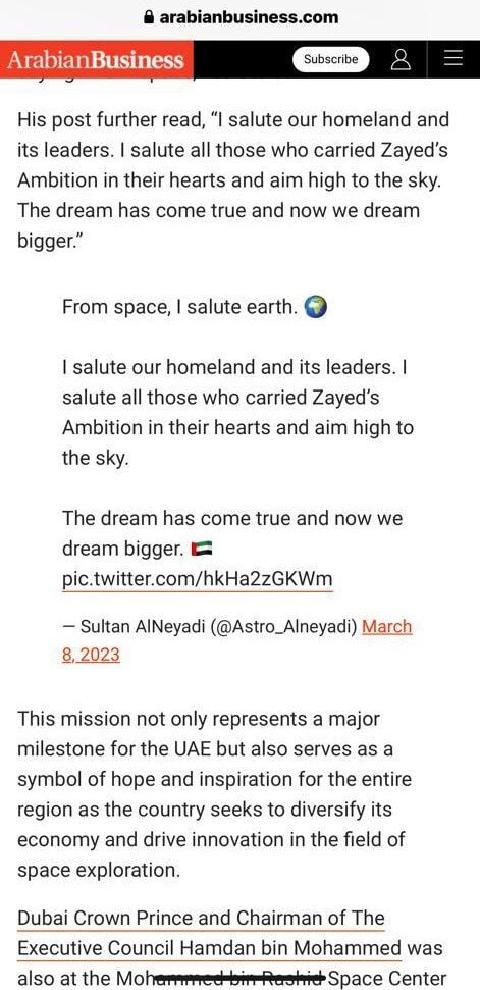 arabianbusiness.com
ArabianBusiness
Subscribe
His post further read, “I salute our homeland and
its leaders. I salute all those who carried Zayed’s
Ambition in their hearts and aim high to the sky.
The dream has come true and now we dream
bigger.”
From space, I salute earth. 🌍
I salute our homeland and its leaders. I
salute all those who carried Zayed’s
Ambition in their hearts and aim high to
the sky.
The dream has come true and now we
dream bigger. 🇦🇪
pic.twitter.com/hkHa2zGKWm
— Sultan AlNeyadi (@Astro_Alneyadi) March
8, 2023
This mission not only represents a major
milestone for the UAE but also serves as a
symbol of hope and inspiration for the entire
region as the country seeks to diversify its
economy and drive innovation in the field of
space exploration.
Dubai Crown Prince and Chairman of The
Executive Council Hamdan bin Mohammed was
also at the Mohammed bin Rashid Space Center